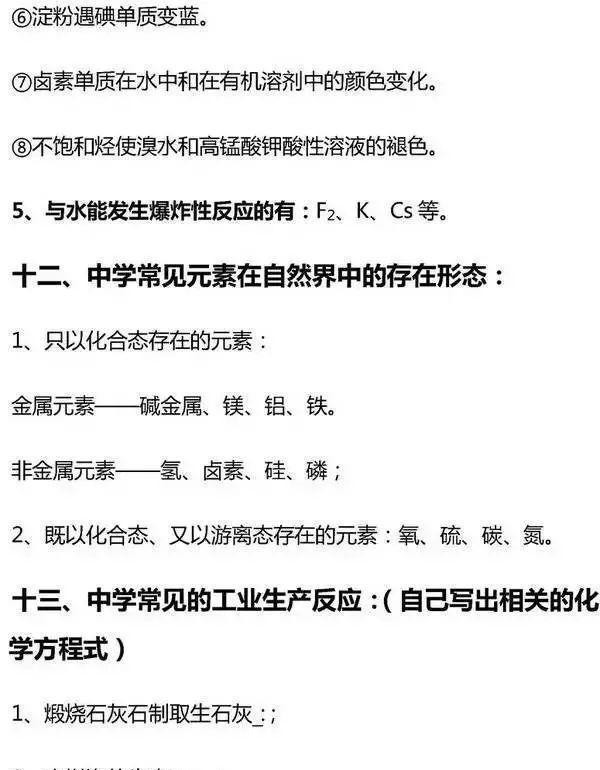 ⑥淀粉遇碘单质变蓝。
⑦卤素单质在水中和在有机溶剂中的颜色变化。
⑧不饱和烃使溴水和高锰酸钾酸性溶液的褪色。
5、与水能发生爆炸性反应的有：F₂、K、Cs 等。
十二、中学常见元素在自然界中的存在形态：
1、只以化合态存在的元素：
金属元素——碱金属、镁、铝、铁。
非金属元素——氢、卤素、硅、磷；
2、既以化合态、又以游离态存在的元素：氧、硫、碳、氮。
十三、中学常见的工业生产反应：（自己写出相关的化
学方程式）
1、煅烧石灰石制取生石灰_:；